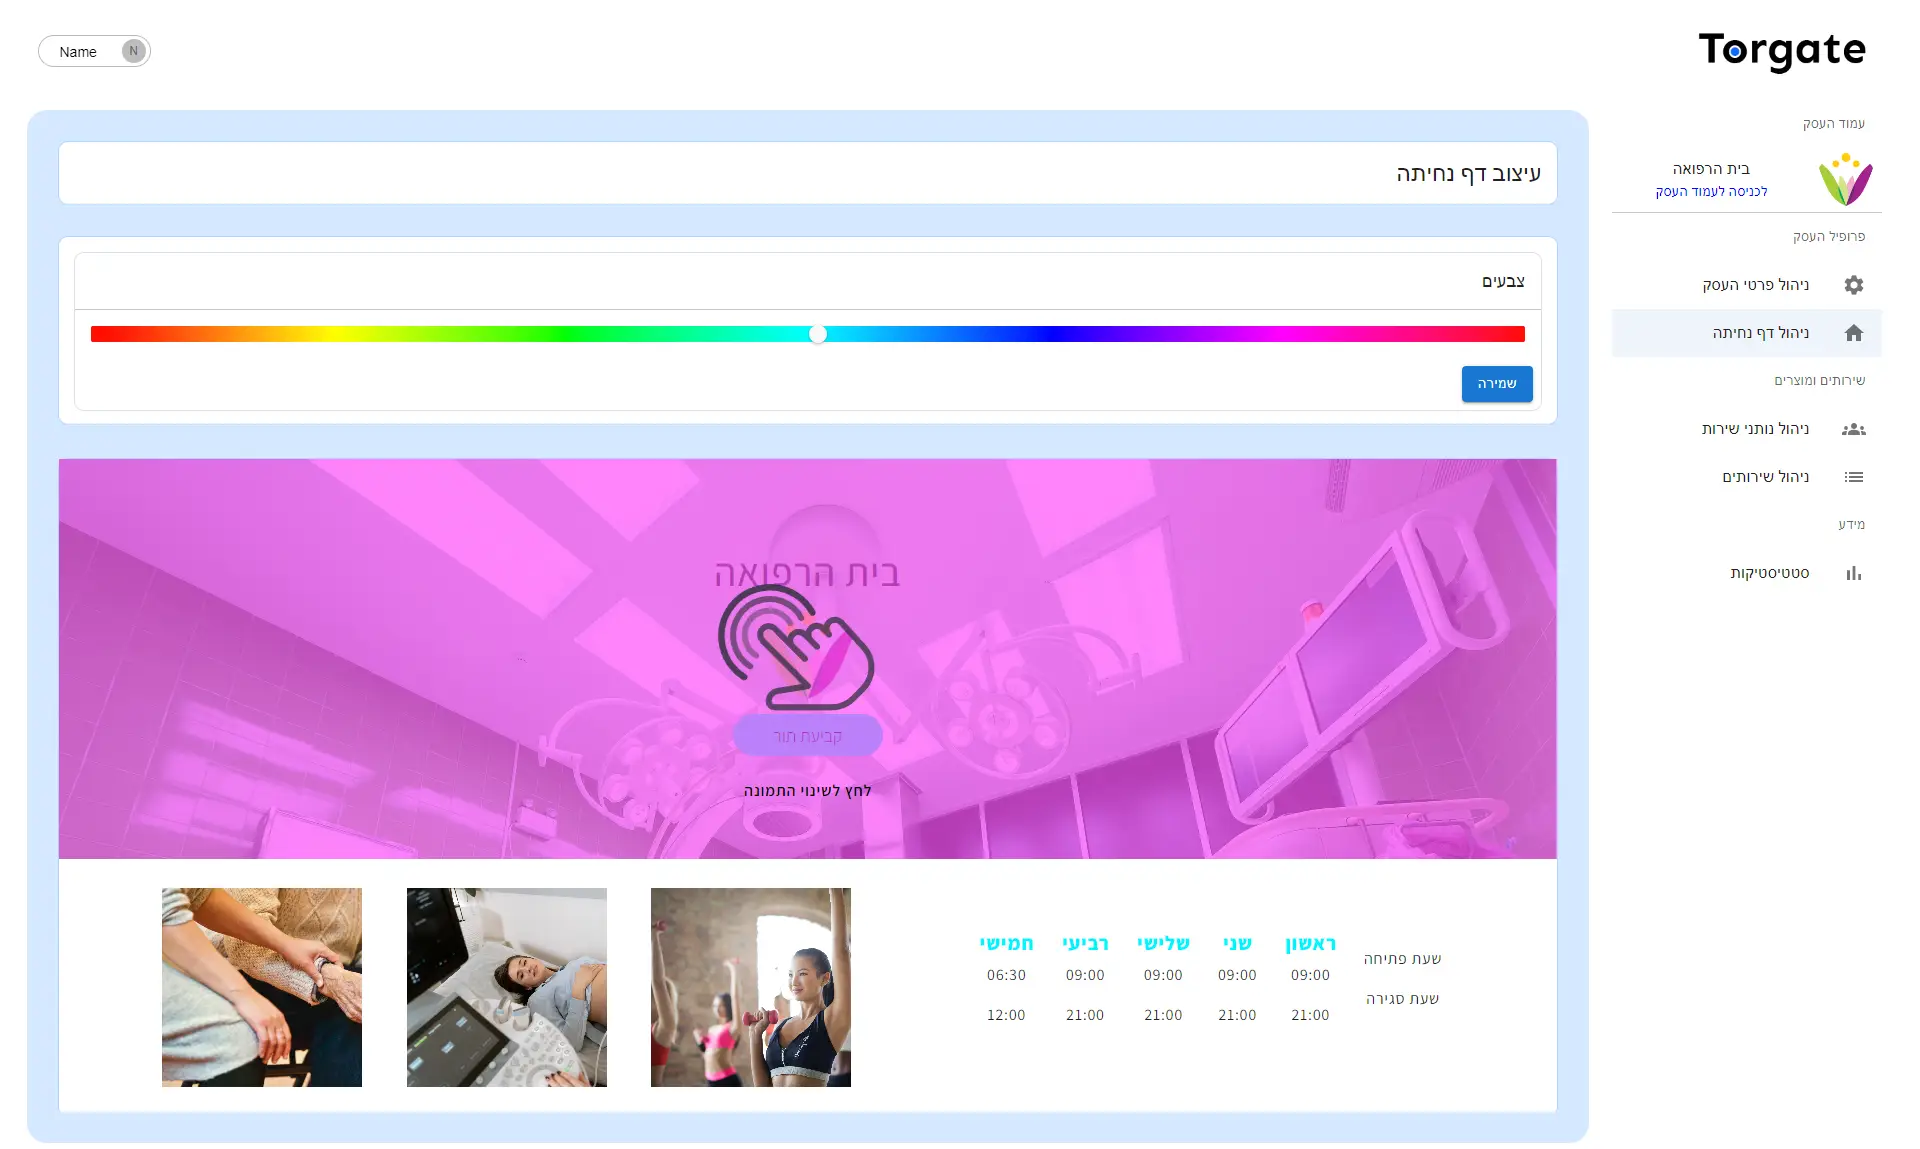 Torgate
Name N
עמוד העסק
בית הרפואה
לכניסה לעמוד העסק
פרופיל העסק
ניהול פרטי העסק
ניהול דף נחיתה
שירותים ומוצרים
ניהול נותני שירות
ניהול שירותים
מידע
סטטיסטיקות
עיצוב דף נחיתה
צבעים
שמירה
בית הרפואה
קביעת תור
לחץ לשינוי התמונה
ראשון שני שלישי רביעי חמישי
שעת פתיחה 09:00 09:00 09:00 09:00 06:30
שעת סגירה 21:00 21:00 21:00 21:00 12:00